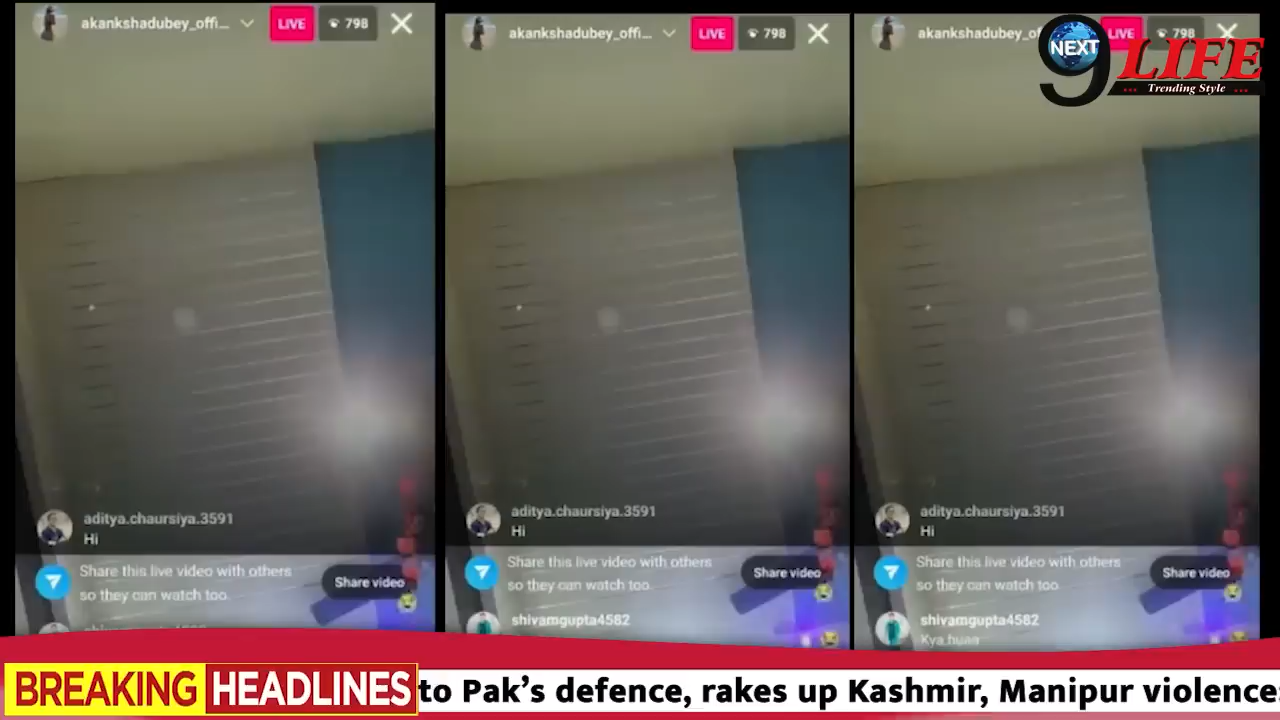 akankshadubey_offi...
LIVE
798
akankshadubey_offi...
LIVE
798
akankshadubey_of
LIVE
798
NEXT
9 LIFE
... Trending Style ...
aditya.chaursiya.3591
Hi
Share this live video with others
so they can watch too.
Share video
aditya.chaursiya.3591
Hi
Share this live video with others
so they can watch too.
Share video
shivamgupta4582
aditya.chaursiya.3591
Hi
Share this live video with others
so they can watch too.
Share video
shivamgupta4582
Kya huaa
BREAKING HEADLINES
to Pak’s defence, rakes up Kashmir, Manipur violence: